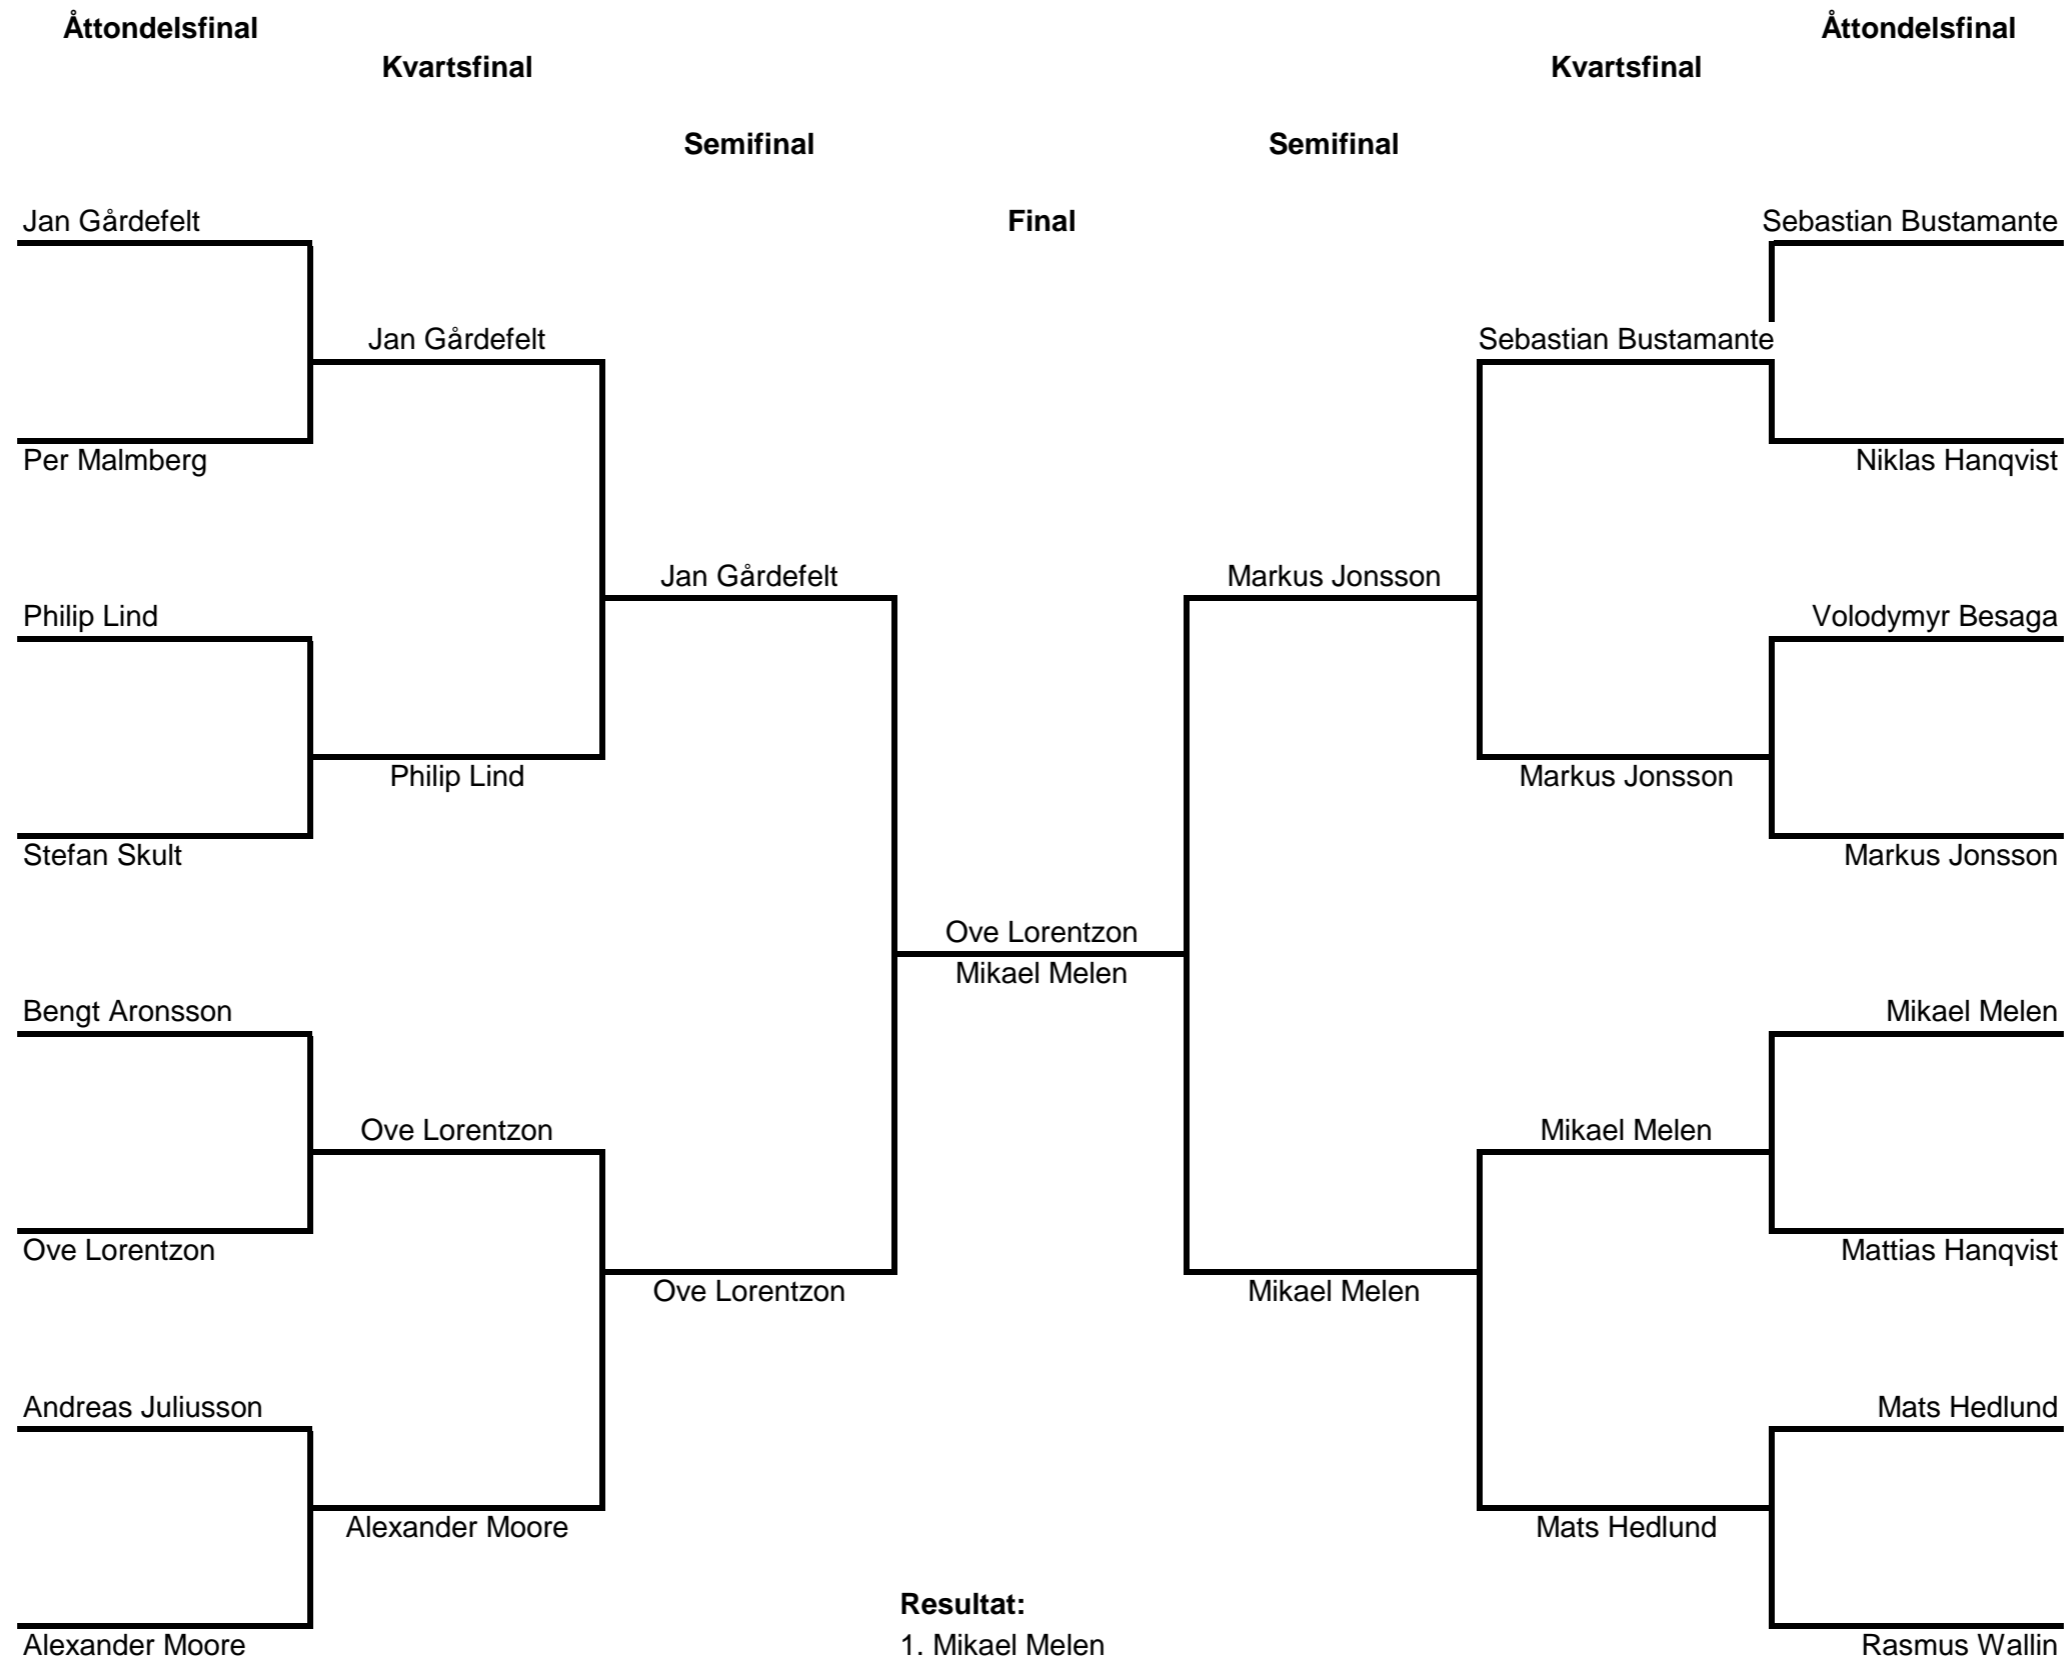 Åttondelsfinal
Åttondelsfinal
Kvartsfinal
Kvartsfinal
Semifinal
Semifinal
Jan Gårdefelt
Final
Sebastian Bustamante
Jan Gårdefelt
Sebastian Bustamante
Per Malmberg
Niklas Hanqvist
Jan Gårdefelt
Markus Jonsson
Philip Lind
Volodymyr Besaga
Philip Lind
Markus Jonsson
Stefan Skult
Markus Jonsson
Ove Lorentzon
Mikael Melen
Bengt Aronsson
Mikael Melen
Ove Lorentzon
Mikael Melen
Ove Lorentzon
Mattias Hanqvist
Ove Lorentzon
Mikael Melen
Andreas Juliusson
Mats Hedlund
Alexander Moore
Mats Hedlund
Resultat:
Alexander Moore
1. Mikael Melen
Rasmus Wallin